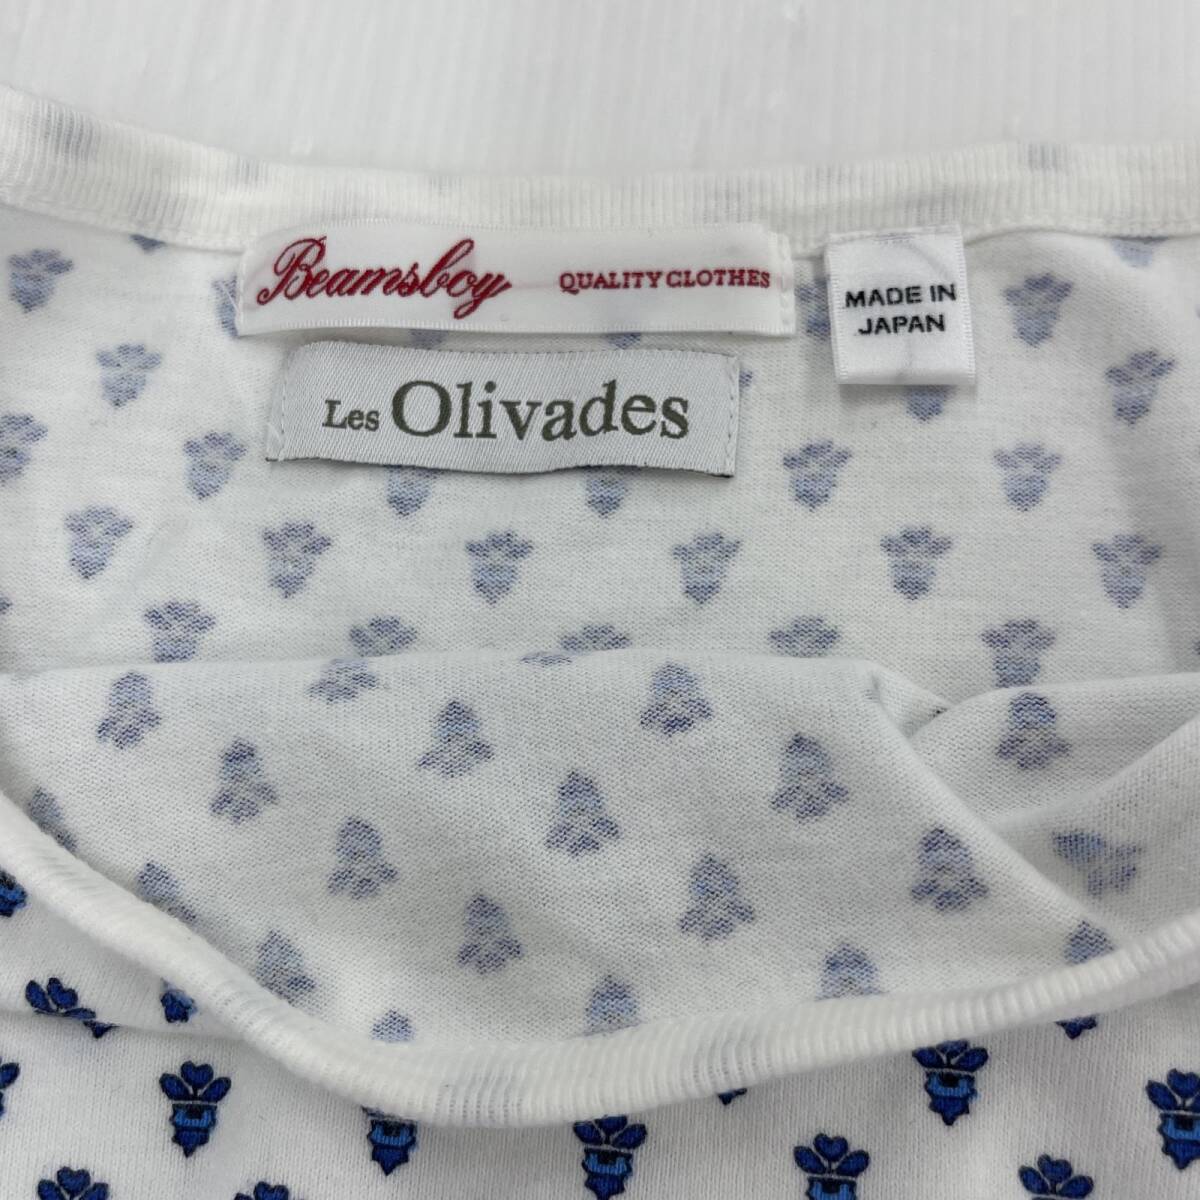 Beamsboy QUALITY CLOTHES
MADE IN
JAPAN
Les Olivades